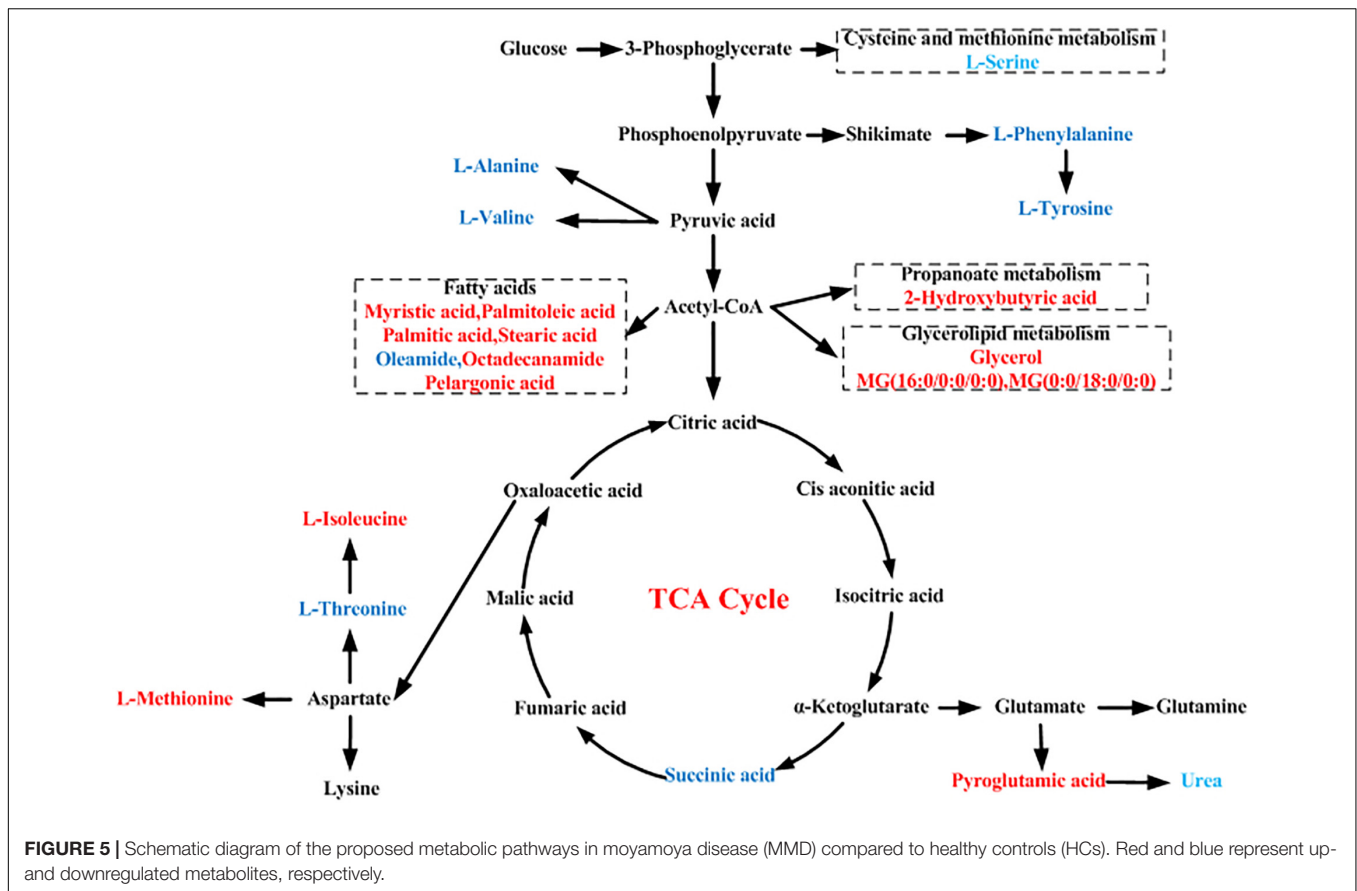 Glucose 3-Phosphoglycerate Cysteine and methionine metabolism
L-Serine
Phosphoenolpyruvate Shikimate L-Phenylalanine
L-Alanine
L-Tyrosine
L-Valine
Pyruvic acid
Fatty acids
Myristic acid,Palmitoleic acid
Palmitic acid,Stearic acid
Oleamide,Octadecanamide
Pelargonic acid
Acetyl-CoA
Propanoate metabolism
2-Hydroxybutyric acid
Glycerolipid metabolism
Glycerol
MG(16:0/0:0/0:0),MG(0:0/18:0/0:0)
Citric acid
Oxaloacetic acid
Cis aconitic acid
L-Isoleucine
L-Threonine
Malic acid
TCA Cycle
Isocitric acid
L-Methionine
Aspartate
Fumaric acid
α-Ketoglutarate
Glutamate
Glutamine
Lysine
Succinic acid
Pyroglutamic acid
Urea
FIGURE 5 | Schematic diagram of the proposed metabolic pathways in moyamoya disease (MMD) compared to healthy controls (HCs). Red and blue represent up-
and downregulated metabolites, respectively.